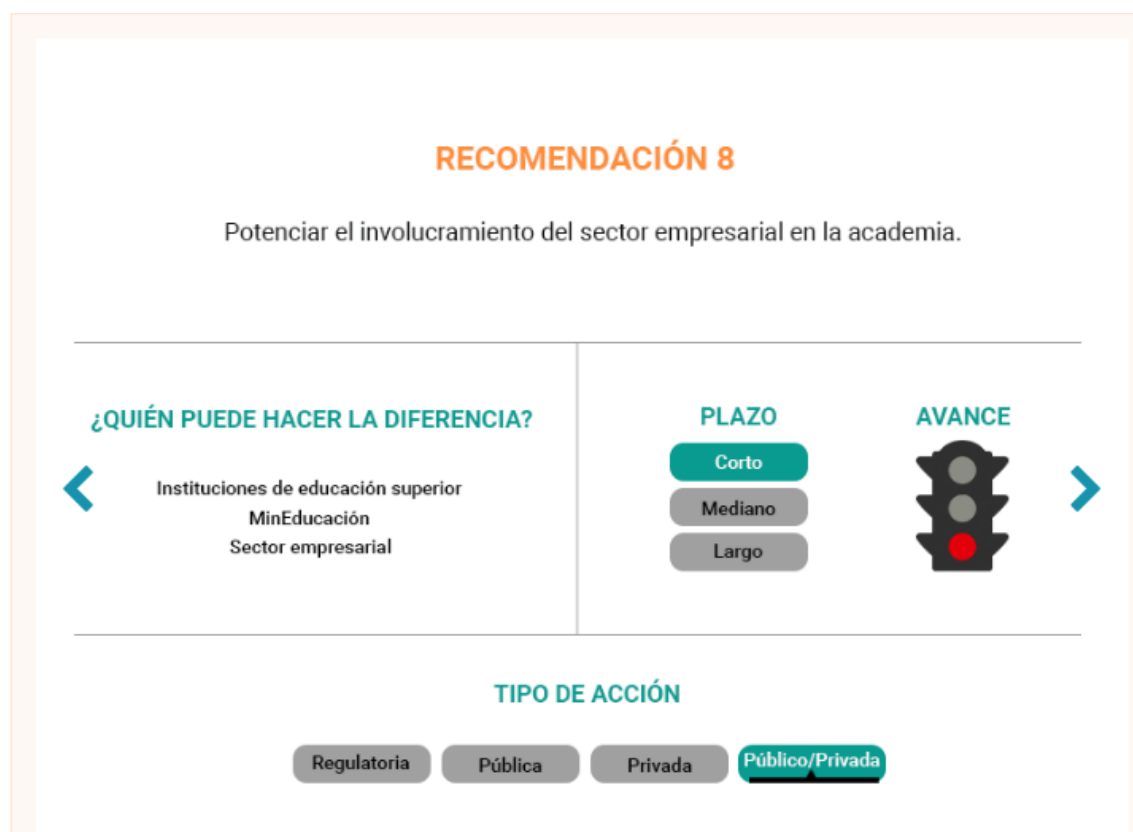 RECOMENDACIÓN 8
Potenciar el involucramiento del sector empresarial en la academia.
¿QUIÉN PUEDE HACER LA DIFERENCIA?
Instituciones de educación superior
MinEducación
Sector empresarial
PLAZO
Corto
Mediano
Largo
AVANCE
TIPO DE ACCIÓN
Regulatoria
Pública
Privada
Público/Privada